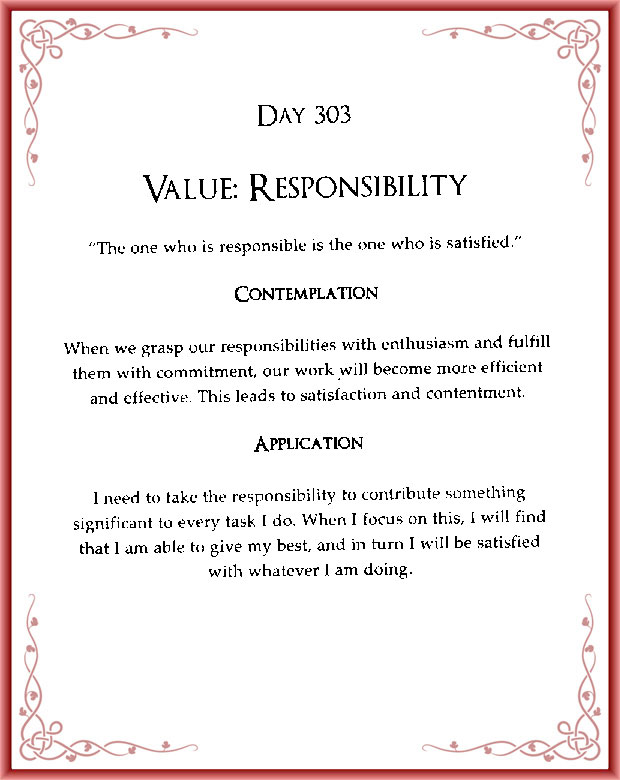 DAY 303
VALUE: RESPONSIBILITY
"The one who is responsible is the one who is satisfied."
CONTEMPLATION
When we grasp our responsibilities with enthusiasm and fulfill
them with commitment, our work will become more efficient
and effective. This leads to satisfaction and contentment.
APPLICATION
I need to take the responsibility to contribute something
significant to every task I do. When I focus on this, I will find
that I am able to give my best, and in turn I will be satisfied
with whatever I am doing.